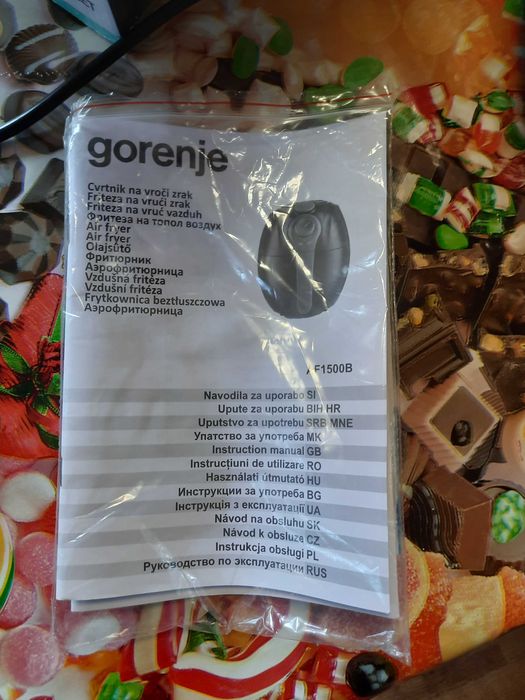 gorenje
Cvrtnik na vroči zrak
Friteza na vrući zrak
Friteza na vruć vazduh
Фритеза на топол воздух
Air fryer
Air fryer
Olajsütő
Фритюрник
Аэрофритюрница
Vzdušna fritéza
Vzdušní fritéza
Frytkownica beztłuszczowa
Аэрофритюрница
AF1500B
Navodila za uporabo SI
Upute za uporabu BIH HR
Uputstvo za upotrebu SRB MNE
Упатство за употреба MK
Instruction manual GB
Instrucțiuni de utilizare RO
Használati útmutató HU
Инструкции за употреба BG
Інструкція з експлуатації UA
Návod na obsluhu SK
Návod k obsluze CZ
Instrukcja obsługi PL
Руководство по эксплуатации RUS